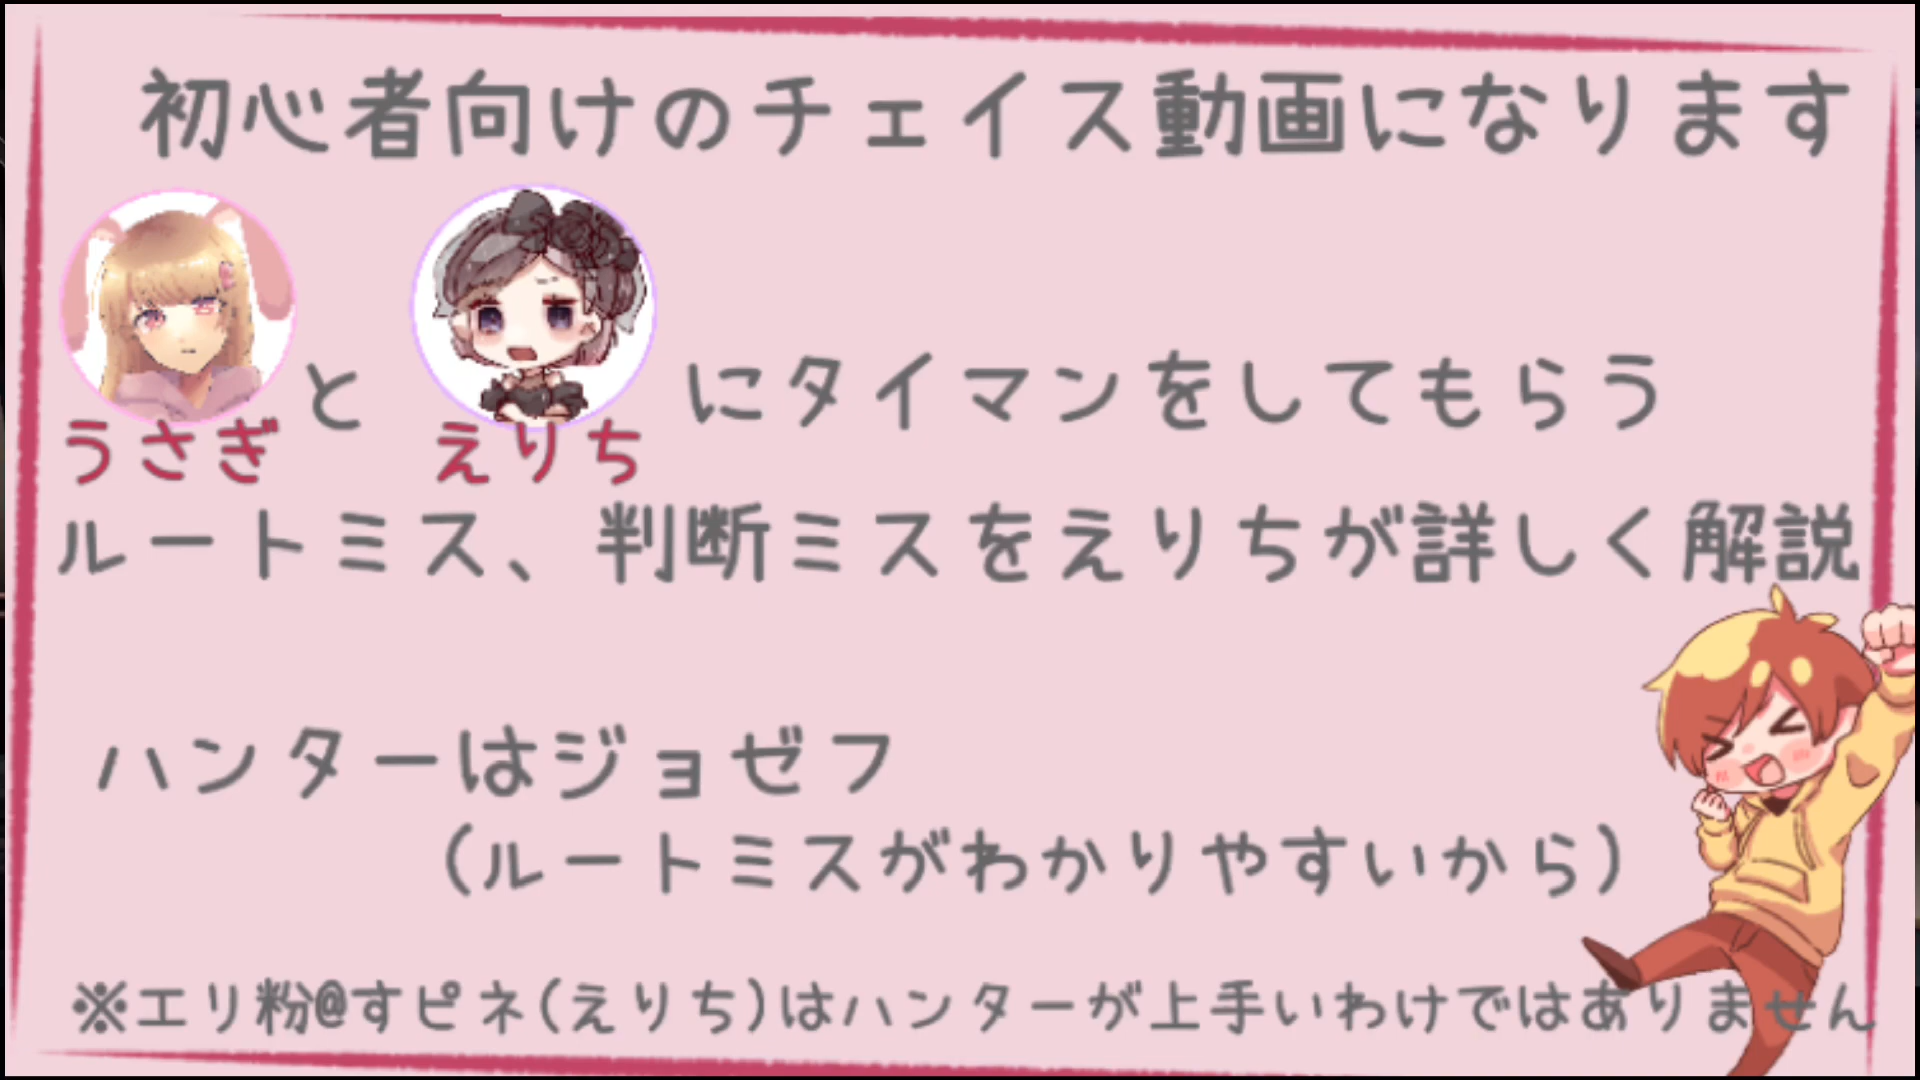 初心者向けのチェイス動画になります
と にタイマンをしてもらう
うさぎ えりち
ルートミス、判断ミスをえりちが詳しく解説
ハンターはジョゼフ
(ルートミスがわかりやすいから)
※エリ粉@すピネ(えりち)はハンターが上手いわけではありません